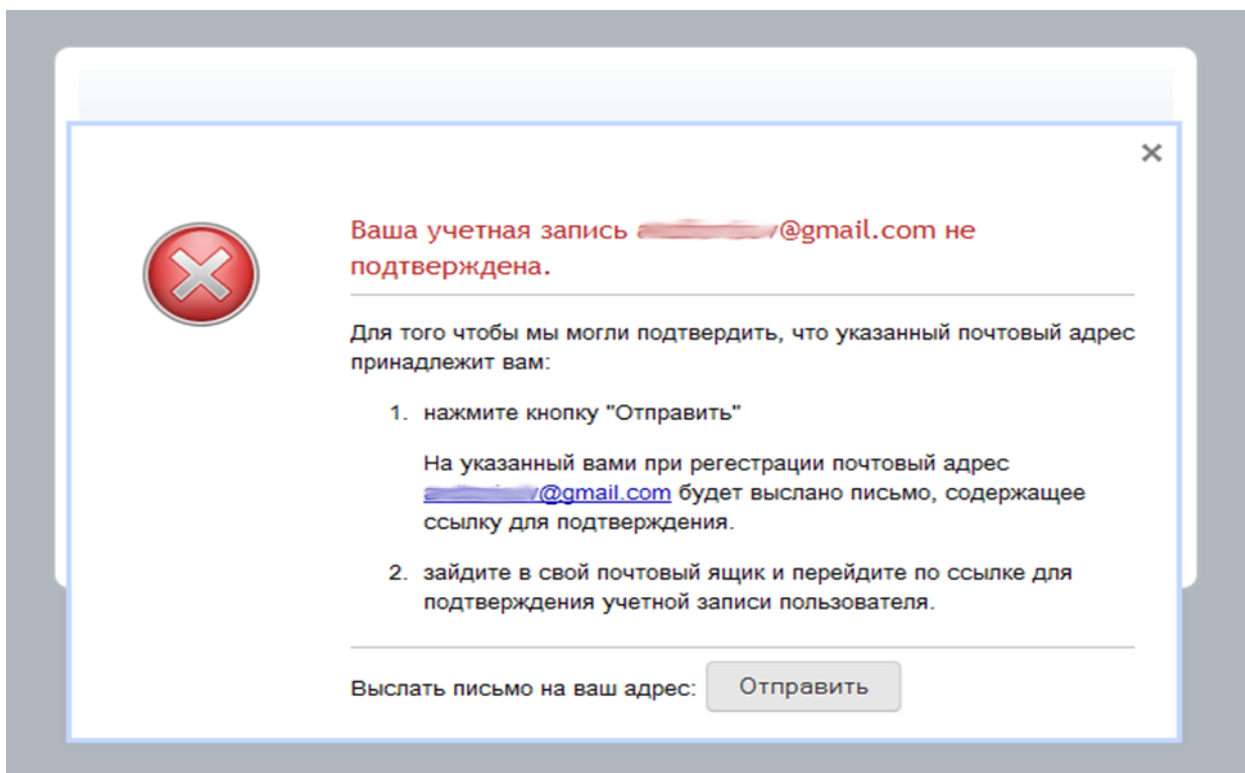 Ваша учетная запись @gmail.com не
подтверждена.
Для того чтобы мы могли подтвердить, что указанный почтовый адрес
принадлежит вам:
1. нажмите кнопку "Отправить"
На указанный вами при регестрации почтовый адрес
@gmail.com будет выслано письмо, содержащее
ссылку для подтверждения.
2. зайдите в свой почтовый ящик и перейдите по ссылке для
подтверждения учетной записи пользователя.
Выслать письмо на ваш адрес: Отправить